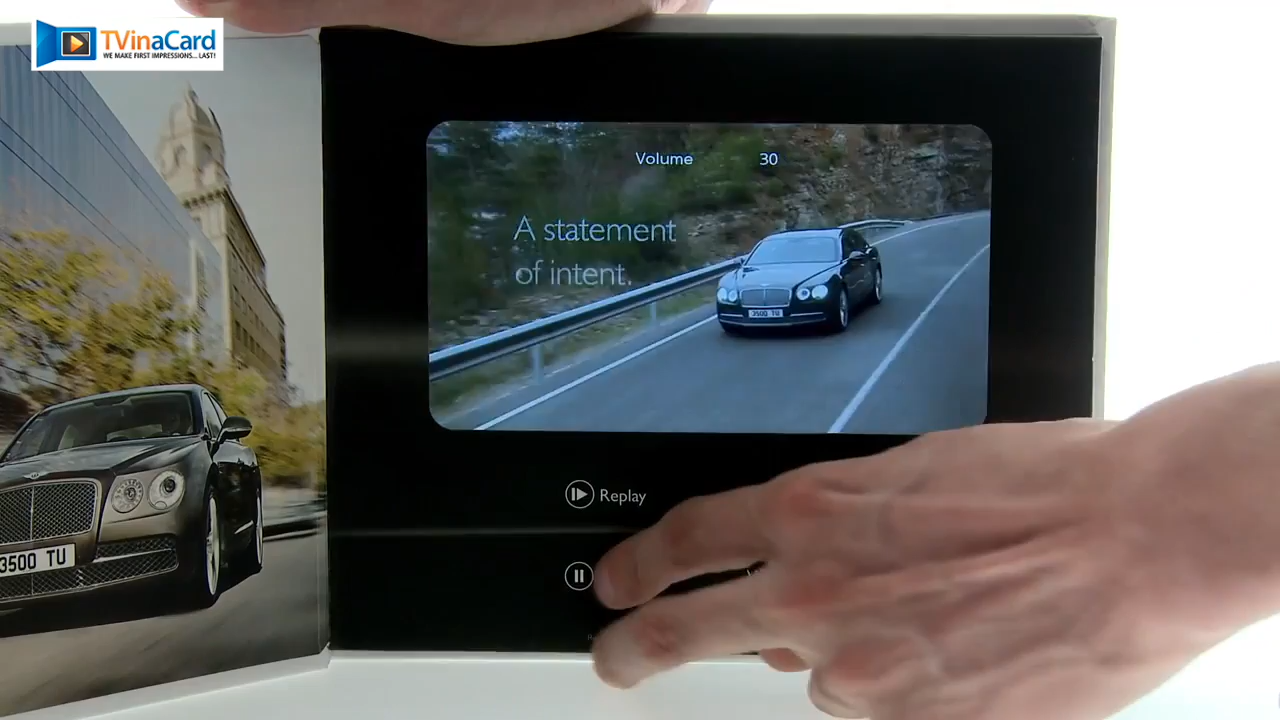 TVinaCard
WE MAKE FIRST IMPRESSIONS... LAST!
Volume 30
A statement
of intent.
3500 TU
Replay
3500 TU